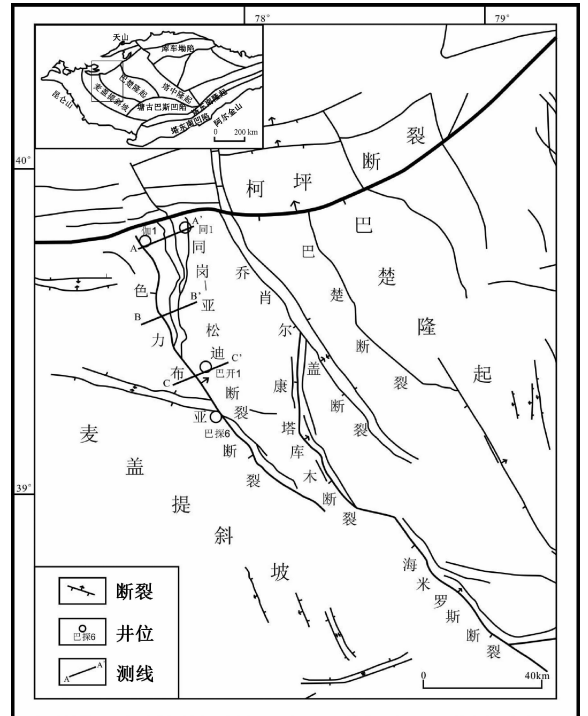 78°
79°
40°
39°
天山
库车坳陷
巴楚隆起
塔中隆起
麦盖提斜坡
塘古巴斯凹陷
昆仑山
塔东南凹陷
阿尔金山
0 200 km
柯坪断裂
巴楚隆起
巴楚断裂
乔肖尔盖断裂
同岗-亚松迪断裂
色力布亚断裂
康塔库木断裂
海米罗斯断裂
麦盖提斜坡
伽1
同1
A
A'
B
B'
C
C'
巴开1
巴探6
断裂
巴探6
井位
A
A'
测线
0 40km